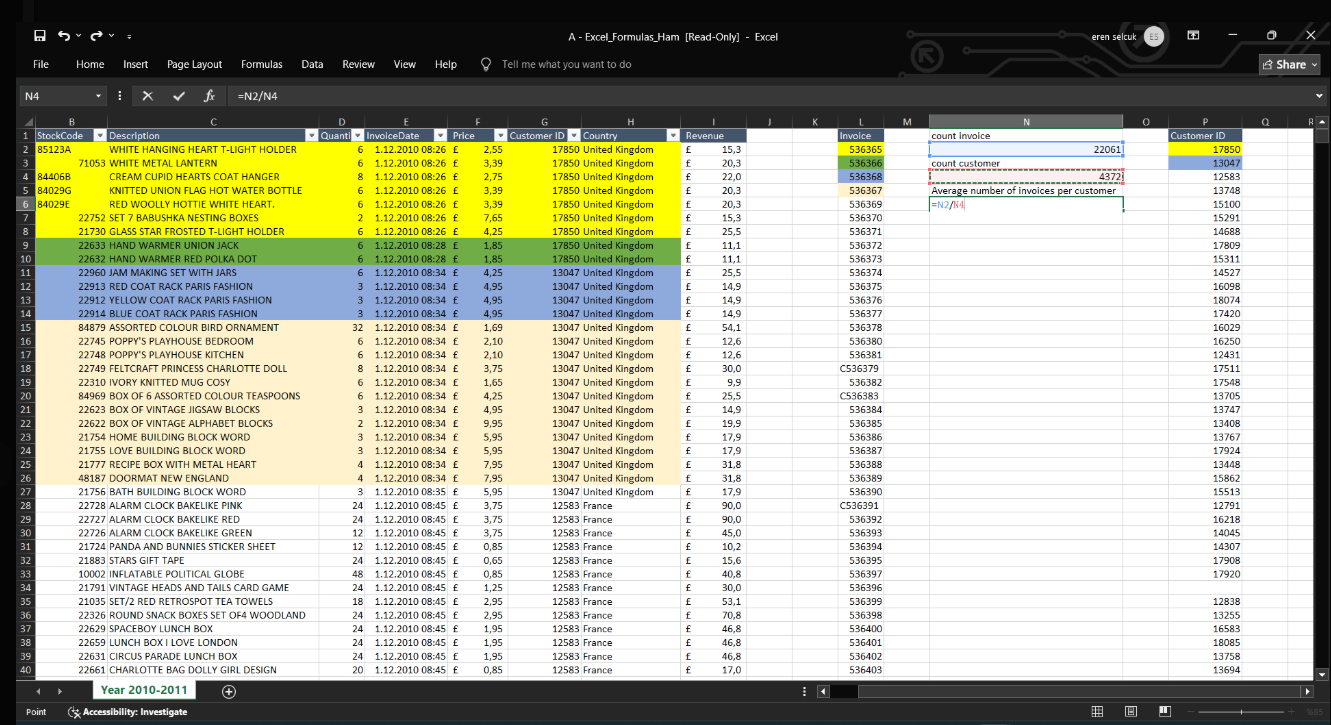 A - Excel_Formulas_Ham [Read-Only] - Excel
eren selcuk ES
File Home Insert Page Layout Formulas Data Review View Help Tell me what you want to do Share
N4 fx =N2/N4
B C D E F G H I J K L M N O P Q R
1 StockCode Description Quanti InvoiceDate Price Customer ID Country Revenue Invoice count invoice Customer ID
2 85123A WHITE HANGING HEART T-LIGHT HOLDER 6 1.12.2010 08:26 £ 2,55 17850 United Kingdom £ 15,3 536365 22061 17850
3 71053 WHITE METAL LANTERN 6 1.12.2010 08:26 £ 3,39 17850 United Kingdom £ 20,3 536366 count customer 13047
4 84406B CREAM CUPID HEARTS COAT HANGER 8 1.12.2010 08:26 £ 2,75 17850 United Kingdom £ 22,0 536368 4372 12583
5 84029G KNITTED UNION FLAG HOT WATER BOTTLE 6 1.12.2010 08:26 £ 3,39 17850 United Kingdom £ 20,3 536367 Average number of invoices per customer 13748
6 84029E RED WOOLLY HOTTIE WHITE HEART. 6 1.12.2010 08:26 £ 3,39 17850 United Kingdom £ 20,3 536369 =N2/N4 15100
7 22752 SET 7 BABUSHKA NESTING BOXES 2 1.12.2010 08:26 £ 7,65 17850 United Kingdom £ 15,3 536370 15291
8 21730 GLASS STAR FROSTED T-LIGHT HOLDER 6 1.12.2010 08:26 £ 4,25 17850 United Kingdom £ 25,5 536371 14688
9 22633 HAND WARMER UNION JACK 6 1.12.2010 08:28 £ 1,85 17850 United Kingdom £ 11,1 536372 17809
10 22632 HAND WARMER RED POLKA DOT 6 1.12.2010 08:28 £ 1,85 17850 United Kingdom £ 11,1 536373 15311
11 22960 JAM MAKING SET WITH JARS 6 1.12.2010 08:34 £ 4,25 13047 United Kingdom £ 25,5 536374 14527
12 22913 RED COAT RACK PARIS FASHION 3 1.12.2010 08:34 £ 4,95 13047 United Kingdom £ 14,9 536375 16098
13 22912 YELLOW COAT RACK PARIS FASHION 3 1.12.2010 08:34 £ 4,95 13047 United Kingdom £ 14,9 536376 18074
14 22914 BLUE COAT RACK PARIS FASHION 3 1.12.2010 08:34 £ 4,95 13047 United Kingdom £ 14,9 536377 17420
15 84879 ASSORTED COLOUR BIRD ORNAMENT 32 1.12.2010 08:34 £ 1,69 13047 United Kingdom £ 54,1 536378 16029
16 22745 POPPY'S PLAYHOUSE BEDROOM 6 1.12.2010 08:34 £ 2,10 13047 United Kingdom £ 12,6 536380 16250
17 22748 POPPY'S PLAYHOUSE KITCHEN 6 1.12.2010 08:34 £ 2,10 13047 United Kingdom £ 12,6 536381 12431
18 22749 FELTCRAFT PRINCESS CHARLOTTE DOLL 8 1.12.2010 08:34 £ 3,75 13047 United Kingdom £ 30,0 C536379 17511
19 22310 IVORY KNITTED MUG COSY 6 1.12.2010 08:34 £ 1,65 13047 United Kingdom £ 9,9 536382 17548
20 84969 BOX OF 6 ASSORTED COLOUR TEASPOONS 6 1.12.2010 08:34 £ 4,25 13047 United Kingdom £ 25,5 C536383 13705
21 22623 BOX OF VINTAGE JIGSAW BLOCKS 3 1.12.2010 08:34 £ 4,95 13047 United Kingdom £ 14,9 536384 13747
22 22622 BOX OF VINTAGE ALPHABET BLOCKS 2 1.12.2010 08:34 £ 9,95 13047 United Kingdom £ 19,9 536385 13408
23 21754 HOME BUILDING BLOCK WORD 3 1.12.2010 08:34 £ 5,95 13047 United Kingdom £ 17,9 536386 13767
24 21755 LOVE BUILDING BLOCK WORD 3 1.12.2010 08:34 £ 5,95 13047 United Kingdom £ 17,9 536387 17924
25 21777 RECIPE BOX WITH METAL HEART 4 1.12.2010 08:34 £ 7,95 13047 United Kingdom £ 31,8 536388 13448
26 48187 DOORMAT NEW ENGLAND 4 1.12.2010 08:34 £ 7,95 13047 United Kingdom £ 31,8 536389 15862
27 21756 BATH BUILDING BLOCK WORD 3 1.12.2010 08:35 £ 5,95 13047 United Kingdom £ 17,9 536390 15513
28 22728 ALARM CLOCK BAKELIKE PINK 24 1.12.2010 08:45 £ 3,75 12583 France £ 90,0 C536391 12791
29 22727 ALARM CLOCK BAKELIKE RED 24 1.12.2010 08:45 £ 3,75 12583 France £ 90,0 536392 16218
30 22726 ALARM CLOCK BAKELIKE GREEN 12 1.12.2010 08:45 £ 3,75 12583 France £ 45,0 536393 14045
31 21724 PANDA AND BUNNIES STICKER SHEET 12 1.12.2010 08:45 £ 0,85 12583 France £ 10,2 536394 14307
32 21883 STARS GIFT TAPE 24 1.12.2010 08:45 £ 0,65 12583 France £ 15,6 536395 17908
33 10002 INFLATABLE POLITICAL GLOBE 48 1.12.2010 08:45 £ 0,85 12583 France £ 40,8 536397 17920
34 21791 VINTAGE HEADS AND TAILS CARD GAME 24 1.12.2010 08:45 £ 1,25 12583 France £ 30,0 536396
35 21035 SET/2 RED RETROSPOT TEA TOWELS 18 1.12.2010 08:45 £ 2,95 12583 France £ 53,1 536399 12838
36 22326 ROUND SNACK BOXES SET OF4 WOODLAND 24 1.12.2010 08:45 £ 2,95 12583 France £ 70,8 536398 13255
37 22629 SPACEBOY LUNCH BOX 24 1.12.2010 08:45 £ 1,95 12583 France £ 46,8 536400 16583
38 22659 LUNCH BOX I LOVE LONDON 24 1.12.2010 08:45 £ 1,95 12583 France £ 46,8 536401 18085
39 22631 CIRCUS PARADE LUNCH BOX 24 1.12.2010 08:45 £ 1,95 12583 France £ 46,8 536402 13758
40 22661 CHARLOTTE BAG DOLLY GIRL DESIGN 20 1.12.2010 08:45 £ 0,85 12583 France £ 17,0 536403 13694
Year 2010-2011
Point Accessibility: Investigate %85